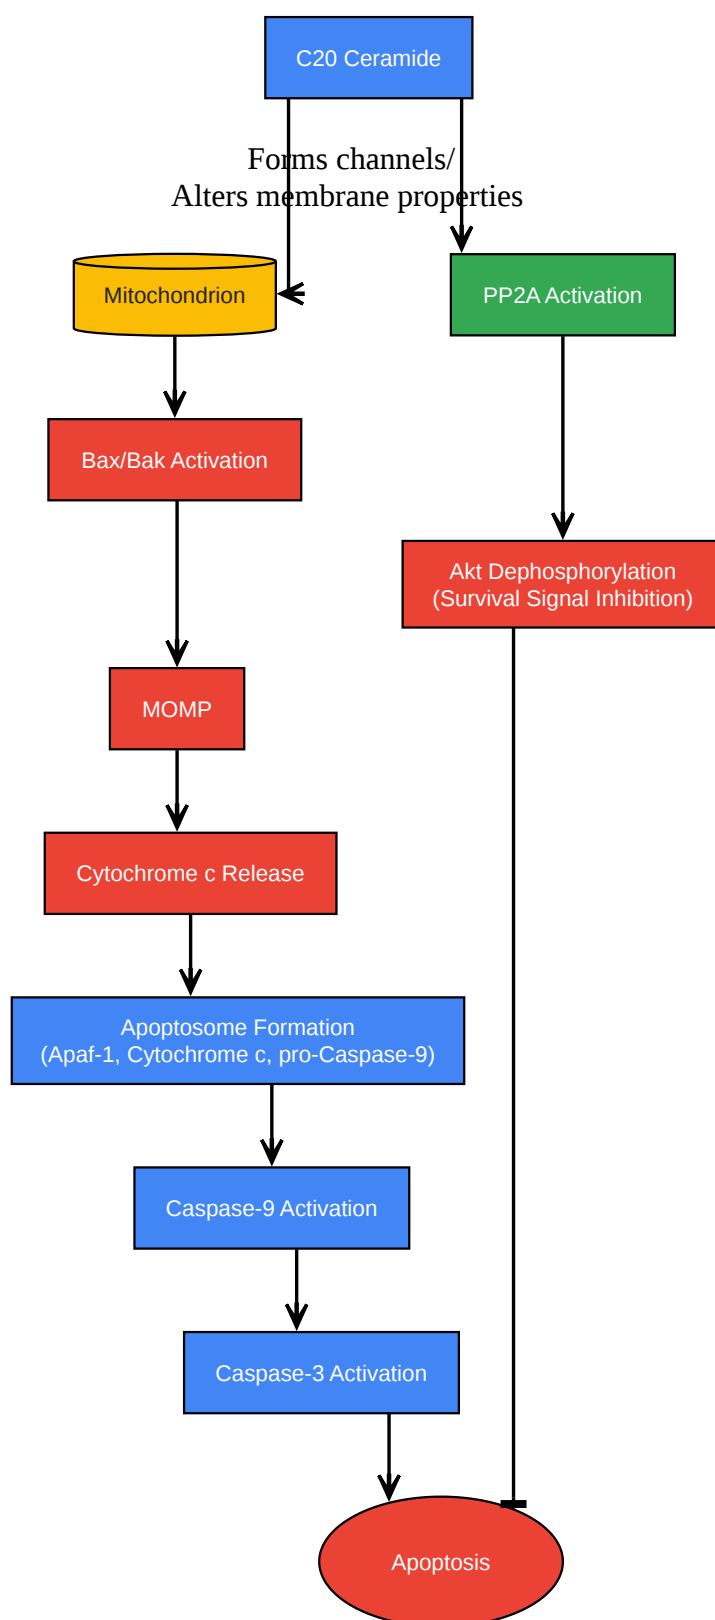 C20 Ceramide
Forms channels/
Alters membrane properties
Mitochondrion
PP2A Activation
Bax/Bak Activation
Akt Dephosphorylation
(Survival Signal Inhibition)
MOMP
Cytochrome c Release
Apoptosome Formation
(Apaf-1, Cytochrome c, pro-Caspase-9)
Caspase-9 Activation
Caspase-3 Activation
Apoptosis